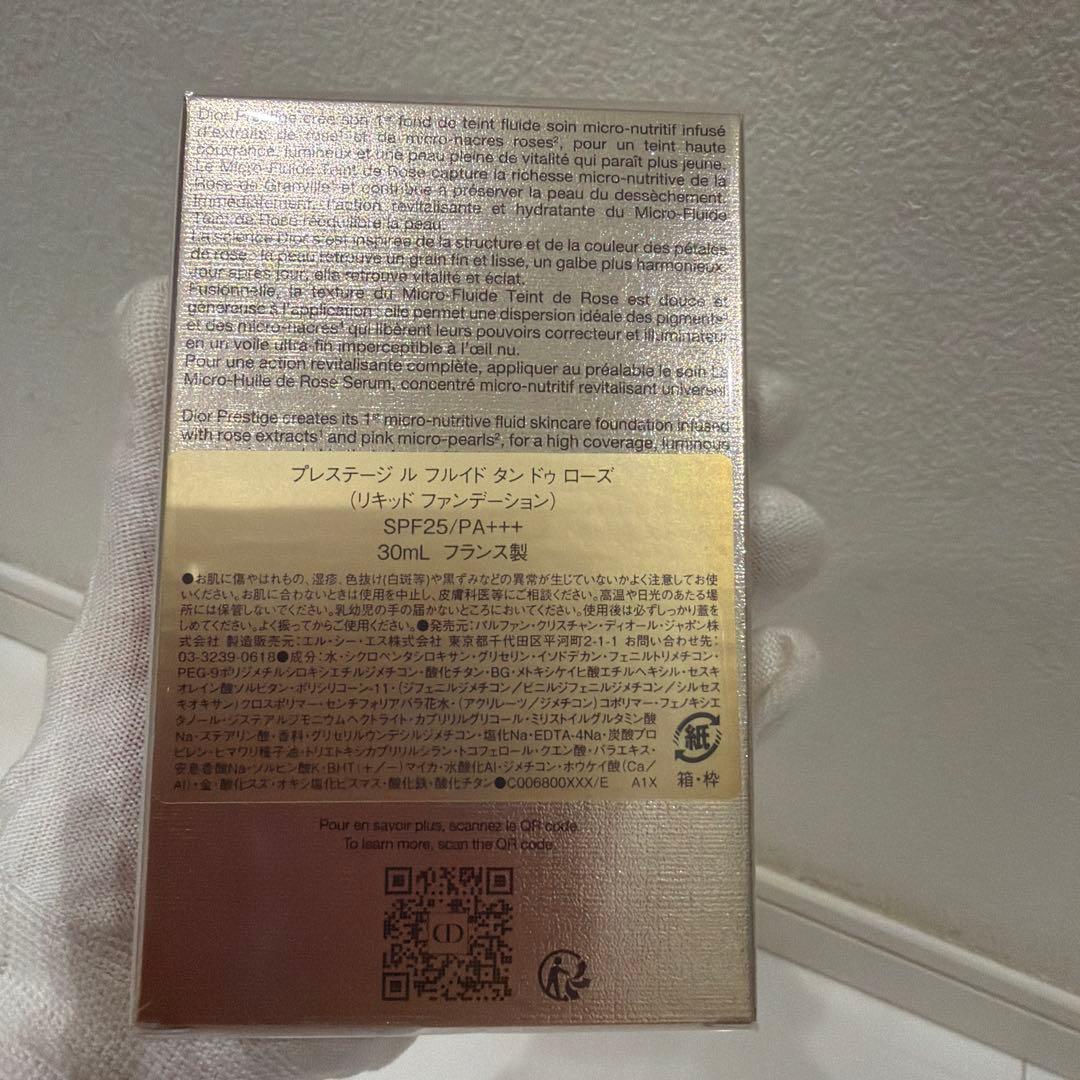 Dior Prestige crée son 1er fond de teint fluide soin micro-nutritif infusé
d'extraits de rose¹ et de micro-nacres roses², pour un teint haute
couvrance, lumineux et une peau pleine de vitalité qui paraît plus jeune.
Le Micro-Fluide Teint de Rose capture la richesse micro-nutritive de la
Rose de Granville et contribue à préserver la peau du dessèchement.
Immédiatement, l'action revitalisante et hydratante du Micro-Fluide
Teint de Rose rééquilibre la peau.
La science Dior s'est inspirée de la structure et de la couleur des pétales
de rose : la peau retrouve un grain fin et lisse, un galbe plus harmonieux.
Jour après jour, elle retrouve vitalité et éclat.
Fusionnelle, la texture du Micro-Fluide Teint de Rose est douce et
généreuse à l'application : elle permet une dispersion idéale des pigments
et des micro-nacres qui libèrent leurs pouvoirs correcteur et illuminateur
en un voile ultra-fin imperceptible à l'œil nu.
Pour une action revitalisante complète, appliquer au préalable le soin La
Micro-Huile de Rose Serum, concentré micro-nutritif revitalisant universel
Dior Prestige creates its 1st micro-nutritive fluid skincare foundation infused
with rose extracts¹ and pink micro-pearls², for a high coverage, luminous
プレステージ ル フルイド タン ドゥ ローズ
(リキッド ファンデーション)
SPF25/PA+++
30mL フランス製
●お肌に傷やはれもの、湿疹、色抜け(白斑等)や黒ずみなどの異常が生じていないかよく注意してお使
いください。お肌に合わないときは使用を中止し、皮膚科医等にご相談ください。高温や日光のあたる場
所には保管しないでください。乳幼児の手の届かないところにおいてください。使用後は必ずしっかり蓋を
しめてください。よく振ってからご使用ください。●発売元:パルファン・クリスチャン・ディオール・ジャポン株
式会社 製造販売元:エル・シー・エス株式会社 東京都千代田区平河町2-1-1 お問い合わせ先:
03-3239-0618●成分:水・シクロペンタシロキサン・グリセリン・イソドデカン・フェニルトリメチコン・
PEG-9ポリジメチルシロキシエチルジメチコン・酸化チタン・BG・メトキシケイヒ酸エチルヘキシル・セスキ
オレイン酸ソルビタン・ポリシリコーン-11・(ジフェニルジメチコン/ビニルジフェニルジメチコン/シルセス
キオキサン)クロスポリマー・センチフォリアバラ花水・(アクリレーツ/ジメチコン)コポリマー・フェノキシエ
タノール・ジステアルジモニウムヘクトライト・カプリリルグリコール・ミリストイルグルタミン酸
Na・ステアリン酸・香料・グリセリルウンデシルジメチコン・塩化Na・EDTA-4Na・炭酸プロ
ピレン・ヒマワリ種子油・トリエトキシカプリリルシラン・トコフェロール・クエン酸・バラエキス・
安息香酸Na・ソルビン酸K・BHT(+/-)マイカ・水酸化Al・ジメチコン・ホウケイ酸(Ca/
Al)・金・酸化スズ・オキシ塩化ビスマス・酸化鉄・酸化チタン●C006800XXX/E A1X
紙
箱・枠
Pour en savoir plus, scannez le QR code.
To learn more, scan the QR code.
CD